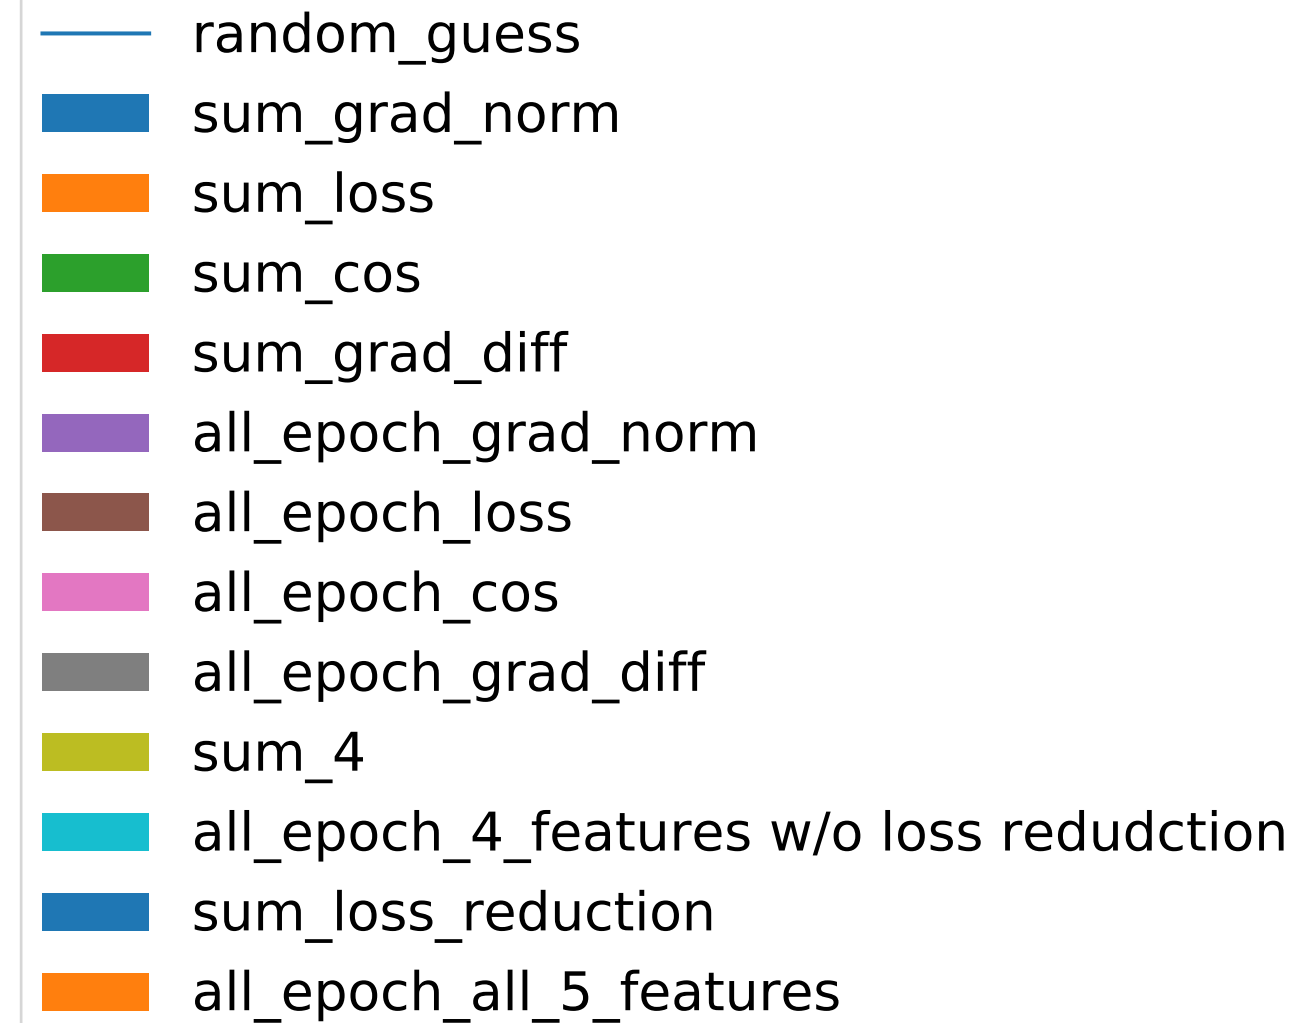 random_guess
sum_grad_norm
sum_loss
sum_cos
sum_grad_diff
all_epoch_grad_norm
all_epoch_loss
all_epoch_cos
all_epoch_grad_diff
sum_4
all_epoch_4_features w/o loss redudction
sum_loss_reduction
all_epoch_all_5_features